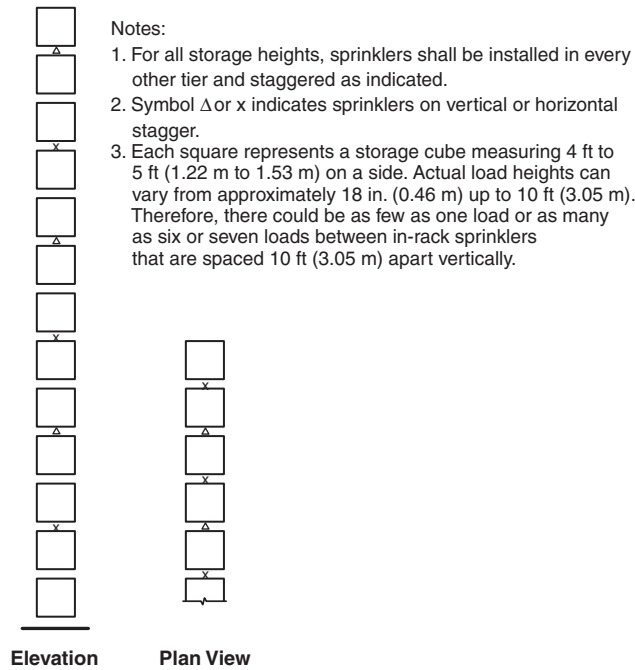 Notes:
1. For all storage heights, sprinklers shall be installed in every
other tier and staggered as indicated.
2. Symbol Δ or x indicates sprinklers on vertical or horizontal
stagger.
3. Each square represents a storage cube measuring 4 ft to
5 ft (1.22 m to 1.53 m) on a side. Actual load heights can
vary from approximately 18 in. (0.46 m) up to 10 ft (3.05 m).
Therefore, there could be as few as one load or as many
as six or seven loads between in-rack sprinklers
that are spaced 10 ft (3.05 m) apart vertically.
Δ
x
Δ
x
Δ
x
x
Δ
x
Δ
x
Elevation
Plan View